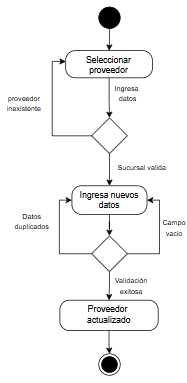 Seleccionar
proveedor
proveedor
inexistente
Ingresa
datos
Sucursal valida
Ingresa nuevos
datos
Datos
duplicados
Campo
vacio
Validación
exitosa
Proveedor
actualizado